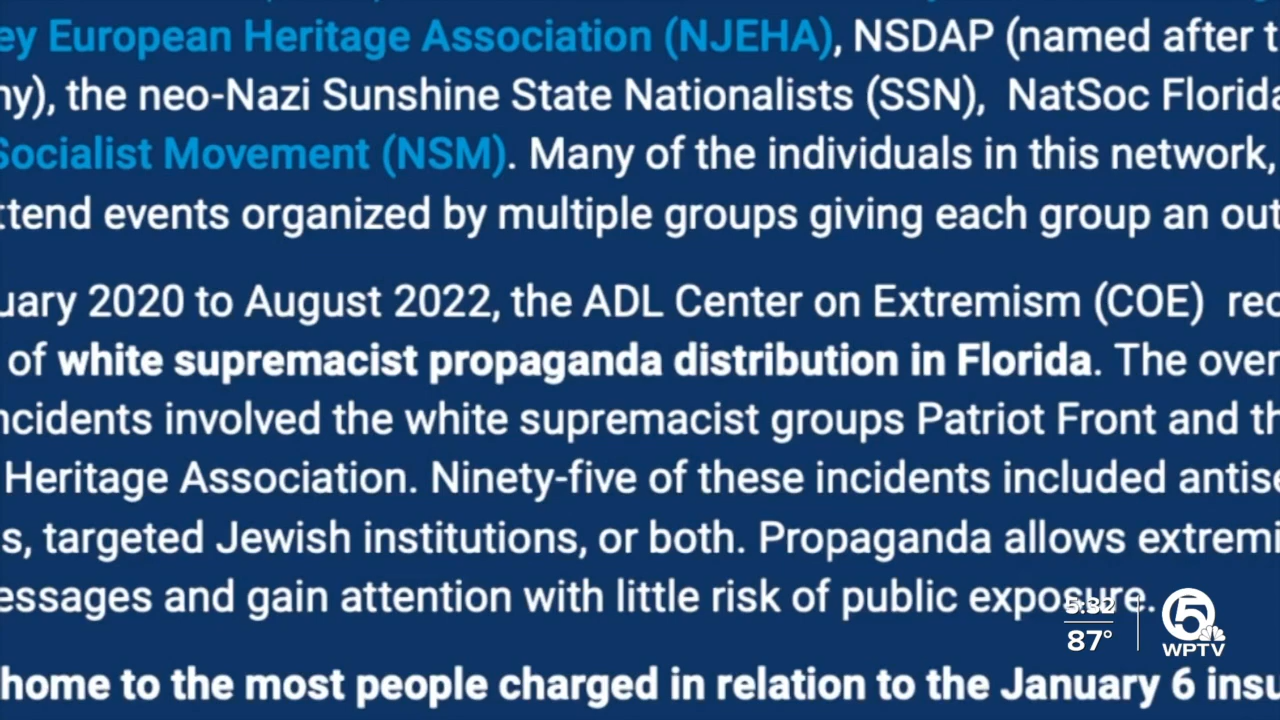 ey European Heritage Association (NJEHA), NSDAP (named after t
ny), the neo-Nazi Sunshine State Nationalists (SSN), NatSoc Florida
Socialist Movement (NSM). Many of the individuals in this network,
ttend events organized by multiple groups giving each group an out
uary 2020 to August 2022, the ADL Center on Extremism (COE) rec
of white supremacist propaganda distribution in Florida. The over
ncidents involved the white supremacist groups Patriot Front and th
Heritage Association. Ninety-five of these incidents included antise
s, targeted Jewish institutions, or both. Propaganda allows extremi
essages and gain attention with little risk of public exposure.
5:32
87°
5
WPTV
home to the most people charged in relation to the January 6 insu